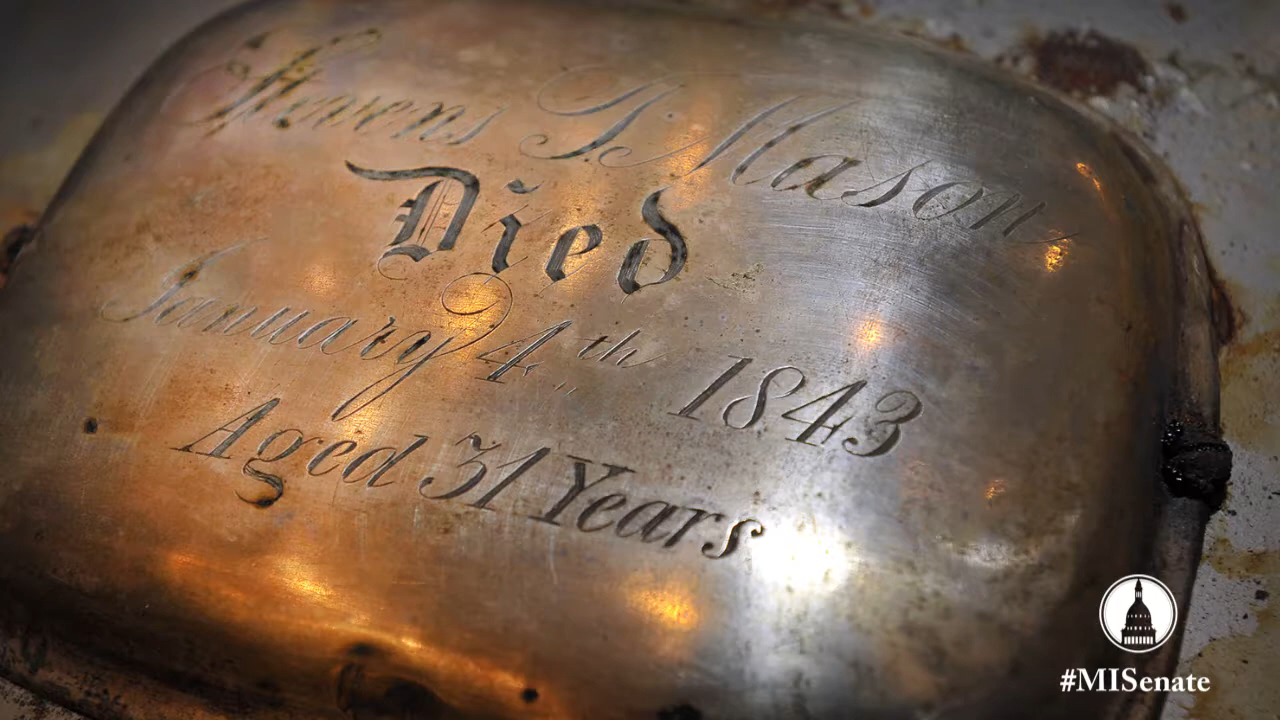 Stevens T. Mason
Died
January 4th 1843
Aged 31 Years
#MISenate